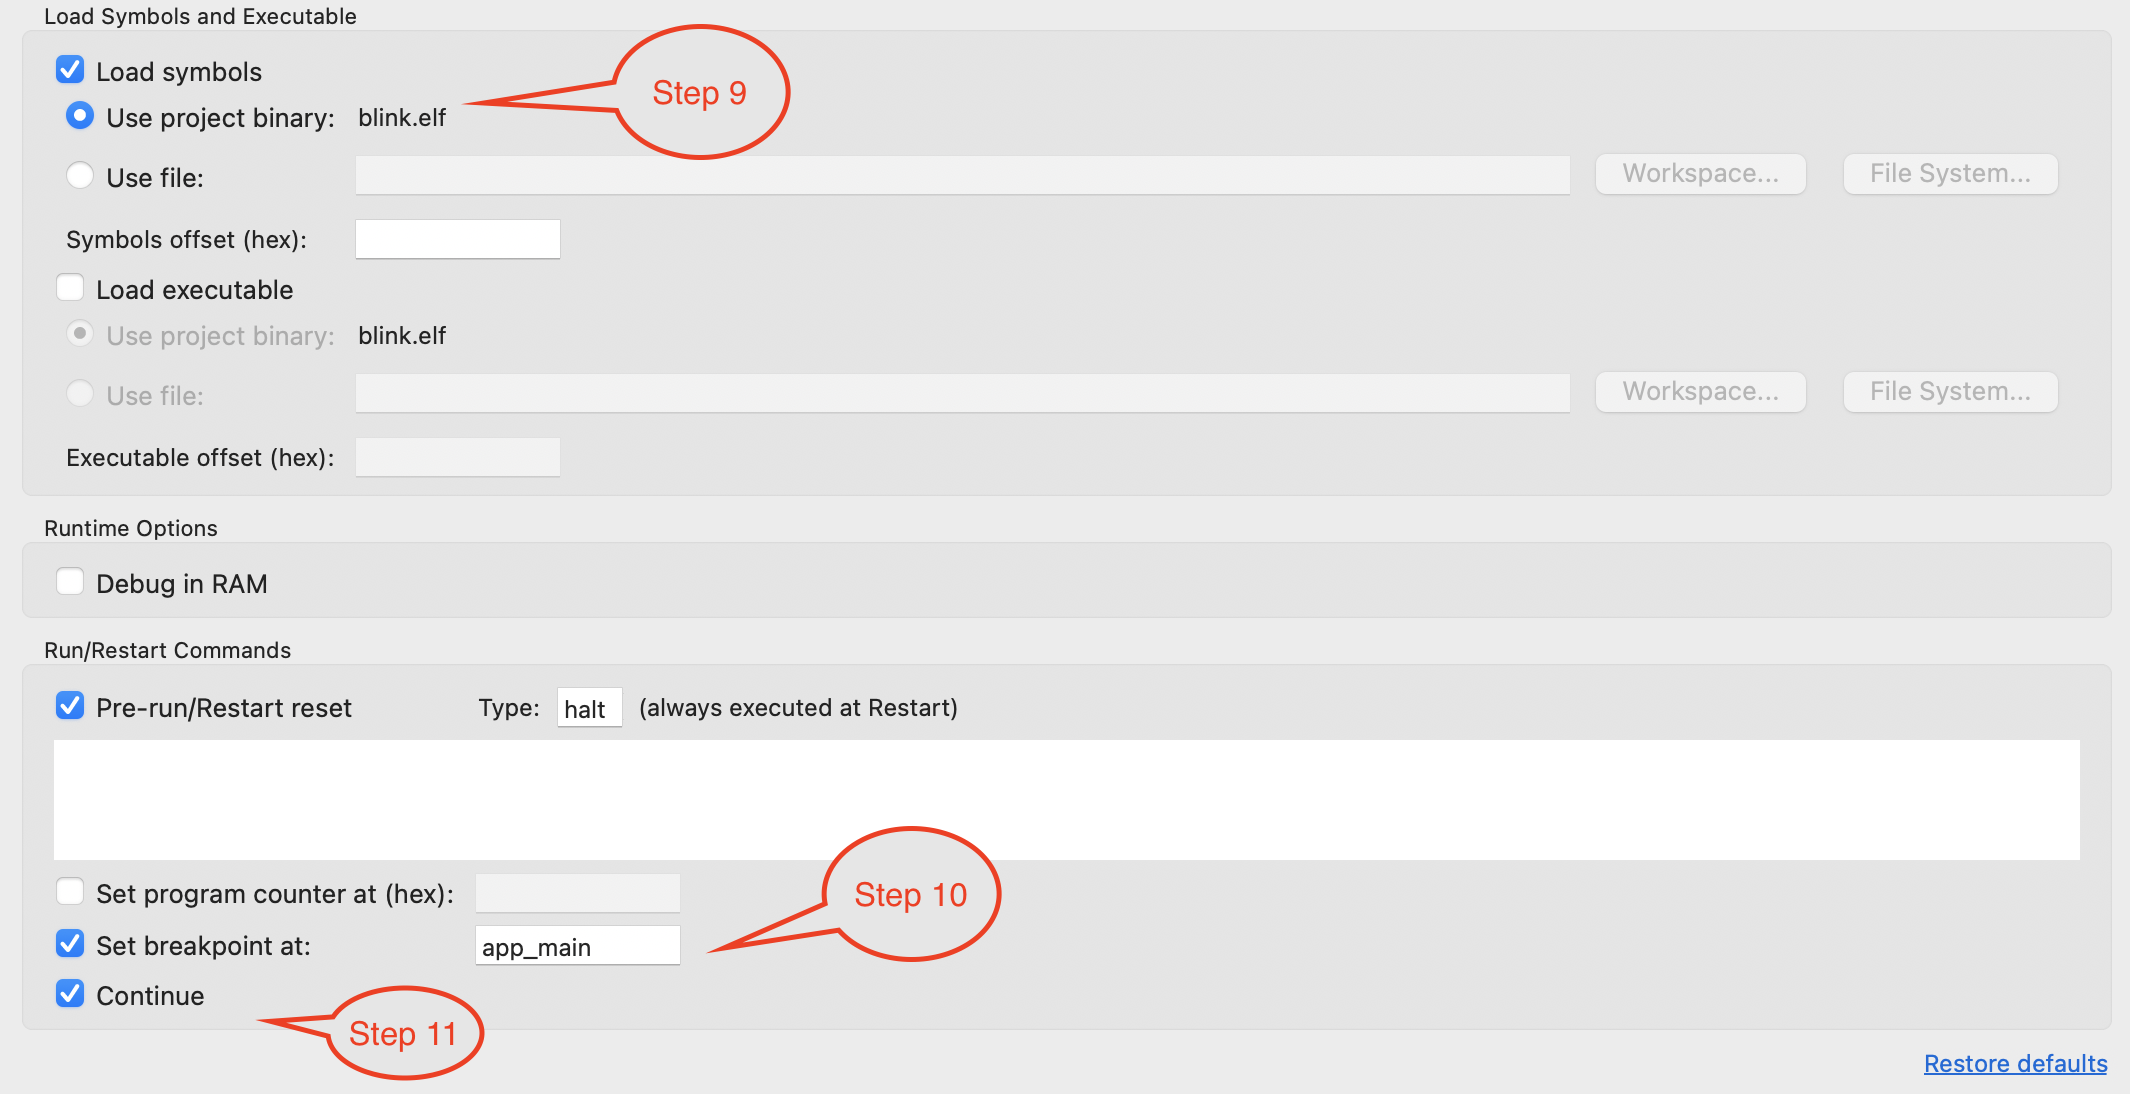 Load Symbols and Executable
Load symbols
Step 9
Use project binary: blink.elf
Use file: Workspace... File System...
Symbols offset (hex):
Load executable
Use project binary: blink.elf
Use file: Workspace... File System...
Executable offset (hex):
Runtime Options
Debug in RAM
Run/Restart Commands
Pre-run/Restart reset Type: halt (always executed at Restart)
Set program counter at (hex): Step 10
Set breakpoint at: app_main
Continue
Step 11
Restore defaults